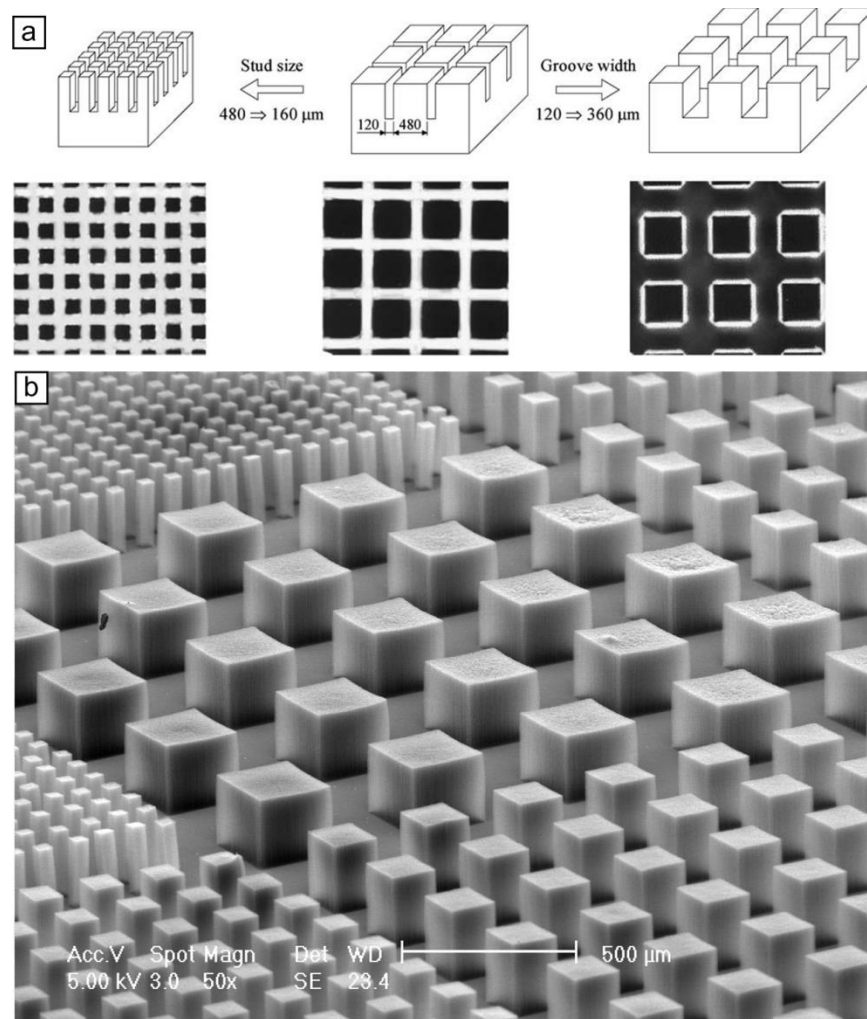 a
Stud size
480 ⇒ 160 μm
120 480
Groove width
120 ⇒ 360 μm
b
Acc.V Spot Magn Det WD 500 μm
5.00 kV 3.0 50x SE 28.4